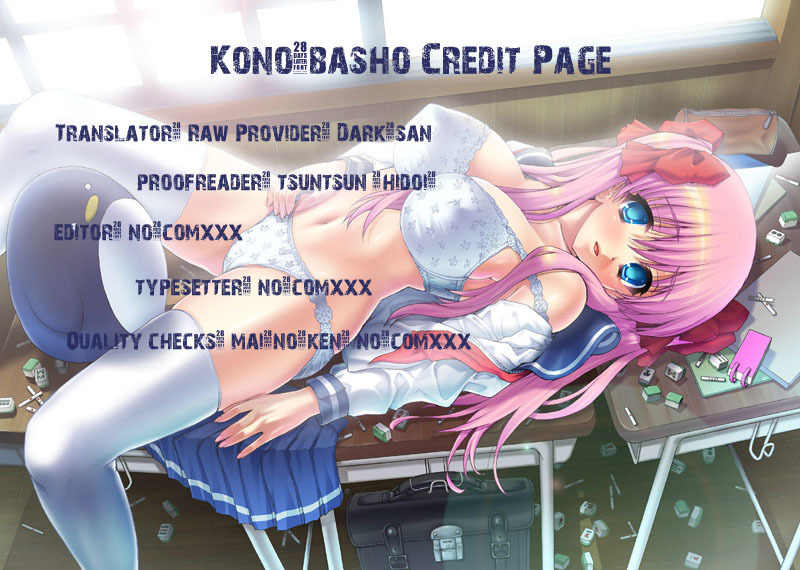 Kono basho Credit Page
Translator Raw Provider Dark san
proofreader tsuntsun hidoi
editor no comxxx
typesetter no comxxx
Quality checks mai no ken no comxxx